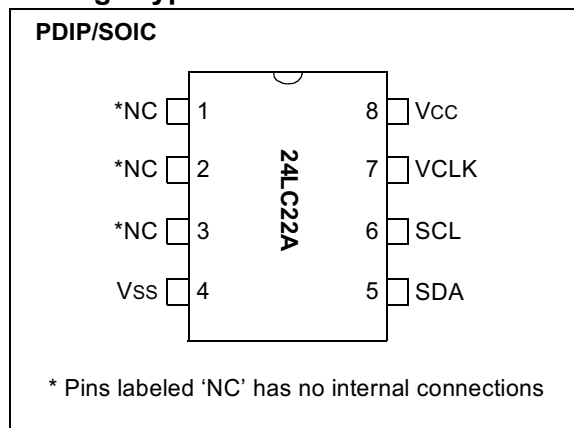 PDIP/SOIC
*NC 1 8 VCC
*NC 2 7 VCLK
*NC 3 6 SCL
VSS 4 5 SDA
24LC22A
* Pins labeled ‘NC’ has no internal connections